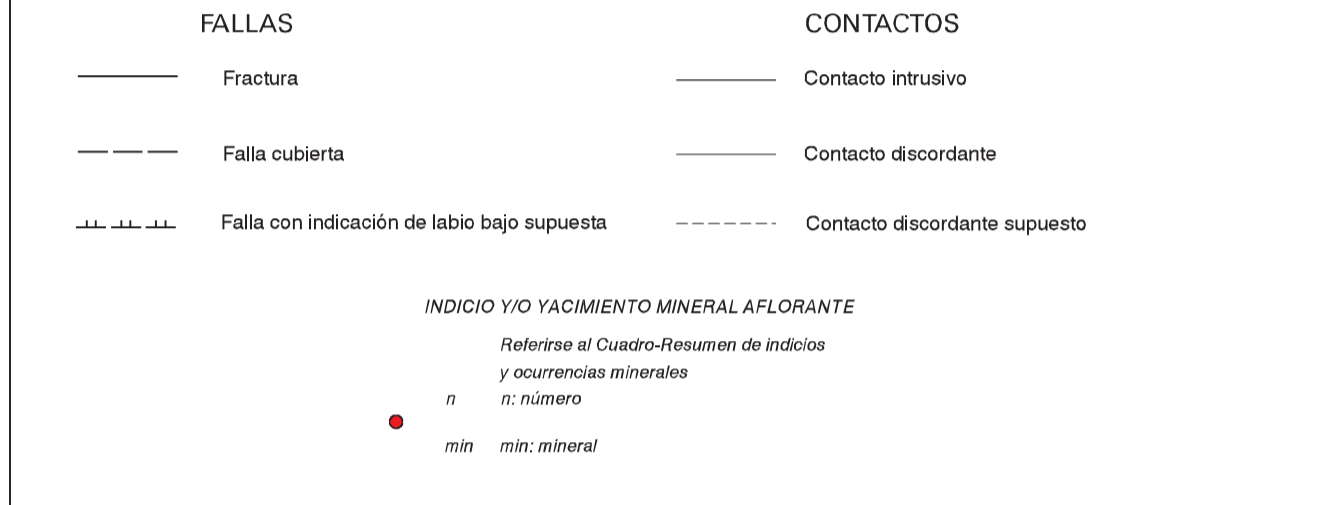 FALLAS
Fractura
Falla cubierta
Falla con indicación de labio bajo supuesta
CONTACTOS
Contacto intrusivo
Contacto discordante
Contacto discordante supuesto
INDICIO Y/O YACIMIENTO MINERAL AFLORANTE
Referirse al Cuadro-Resumen de indicios
y ocurrencias minerales
n n: número
min min: mineral